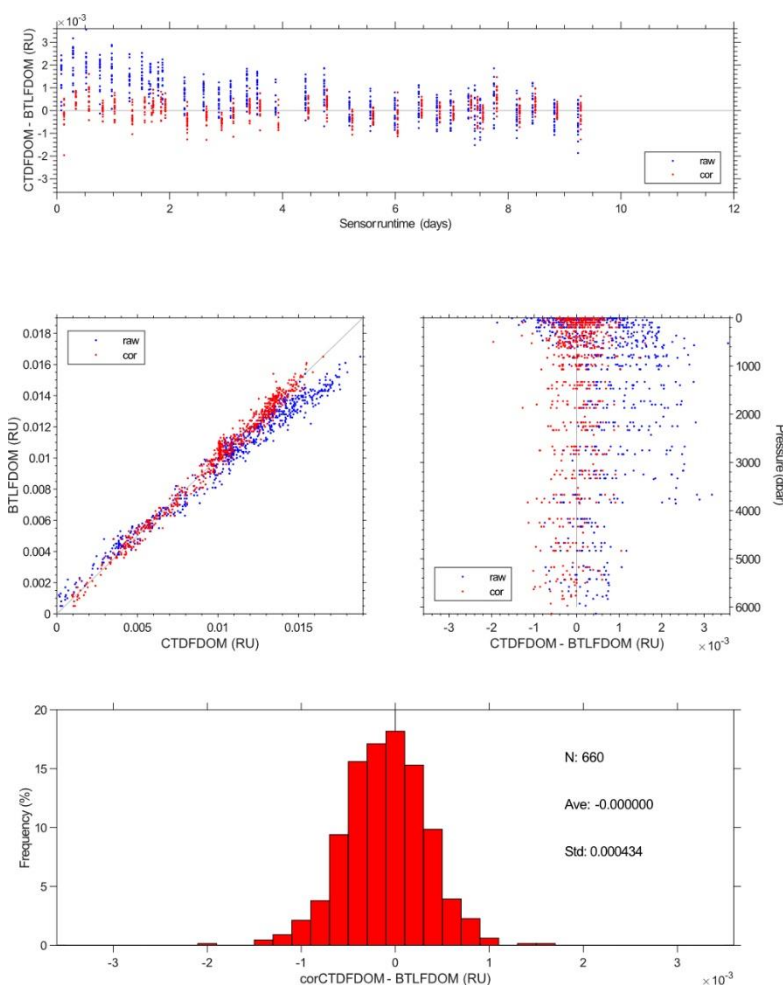 × 10⁻³
CTDFDOM - BTLFDOM (RU)
3
2
1
0
-1
-2
-3
raw
cor
0 2 4 6 8 10 12
Sensorruntime (days)
0.018
0.016
0.014
0.012
0.01
0.008
0.006
0.004
0.002
0
BTLFDOM (RU)
raw
cor
0 0.005 0.01 0.015
CTDFDOM (RU)
0
1000
2000
3000
4000
5000
6000
Pressure (dbar)
raw
cor
-3 -2 -1 0 1 2 3
CTDFDOM - BTLFDOM (RU)
× 10⁻³
20
15
10
5
0
Frequency (%)
N: 660
Ave: -0.000000
Std: 0.000434
-3 -2 -1 0 1 2 3
corCTDFDOM - BTLFDOM (RU)
× 10⁻³